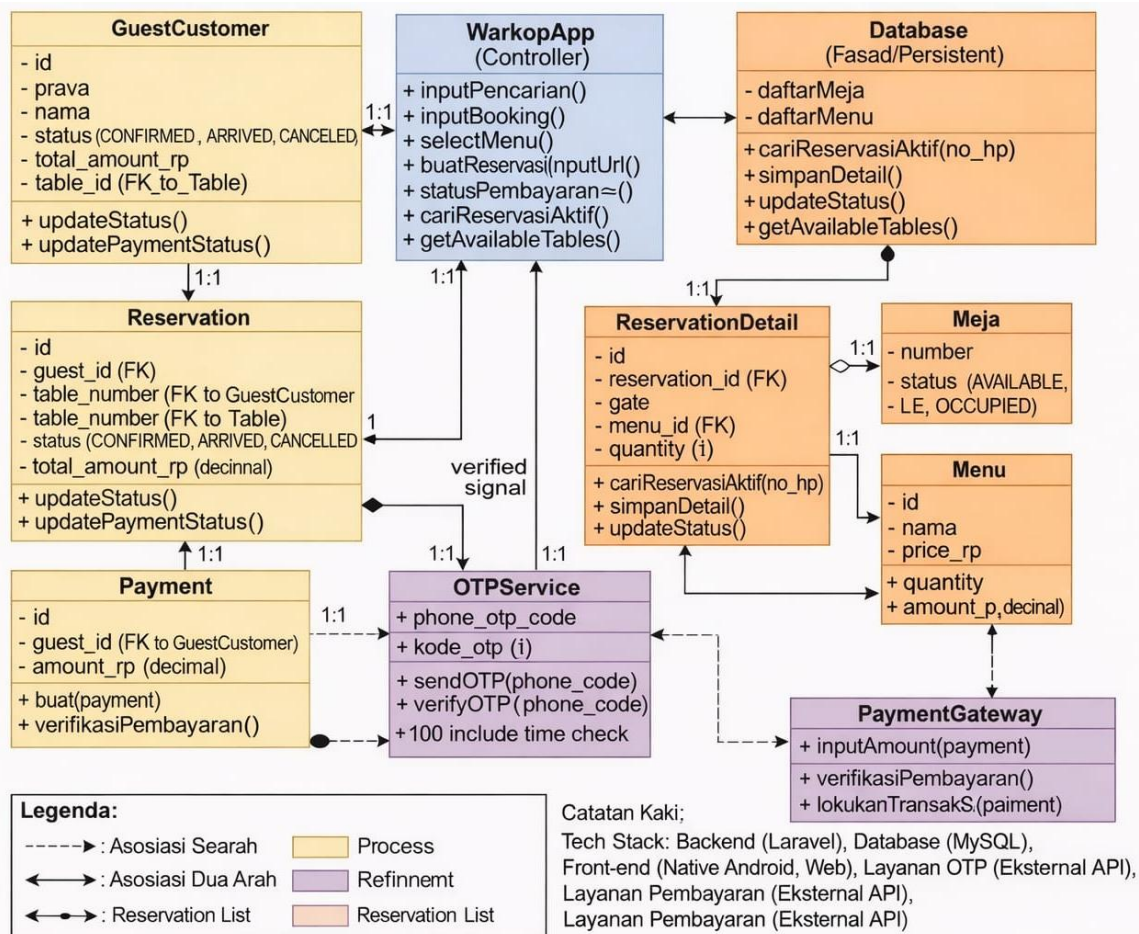 GuestCustomer
- id
- prava
- nama
- status (CONFIRMED, ARRIVED, CANCELED,
- total_amount_rp
- table_id (FK_to_Table)
+ updateStatus()
+ updatePaymentStatus()
1:1
WarkopApp
(Controller)
+ inputPencarian()
+ inputBooking()
+ selectMenu()
+ buatReservasi(nputUrl()
+ statusPembayaran=()
+ cariReservasiAktif()
+ getAvailableTables()
Database
(Fasad/Persistent)
- daftarMeja
- daftarMenu
+ cariReservasiAktif(no_hp)
+ simpanDetail()
+ updateStatus()
+ getAvailableTables()
1:1
1:1
1:1
Reservation
- id
- guest_id (FK)
- table_number (FK to GuestCustomer
- table_number (FK to Table)
- status (CONFIRMED, ARRIVED, CANCELLED
- total_amount_rp (decinnal)
+ updateStatus()
+ updatePaymentStatus()
1
verified
signal
1:1
1:1
1:1
ReservationDetail
- id
- reservation_id (FK)
- gate
- menu_id (FK)
- quantity (i)
+ cariReservasiAktif(no_hp)
+ simpanDetail()
+ updateStatus()
1:1
Meja
- number
- status (AVAILABLE,
- LE, OCCUPIED)
1:1
Menu
- id
- nama
- price_rp
+ quantity
+ amount_p,decinal)
Payment
- id
- guest_id (FK to GuestCustomer)
- amount_rp (decimal)
+ buat(payment)
+ verifikasiPembayaran()
1:1
OTPService
+ phone_otp_code
+ kode_otp (i)
+ sendOTP(phone_code)
+ verifyOTP(phone_code)
+100 include time check
PaymentGateway
+ inputAmount(payment)
+ verifikasiPembayaran()
+ lokukanTransakS.(paiment)
Legenda:
: Asosiasi Searah
Process
: Asosiasi Dua Arah
Refinnemt
: Reservation List
Reservation List
Catatan Kaki;
Tech Stack: Backend (Laravel), Database (MySQL),
Front-end (Native Android, Web), Layanan OTP (Eksternal API),
Layanan Pembayaran (Eksternal API),
Layanan Pembayaran (Eksternal API)